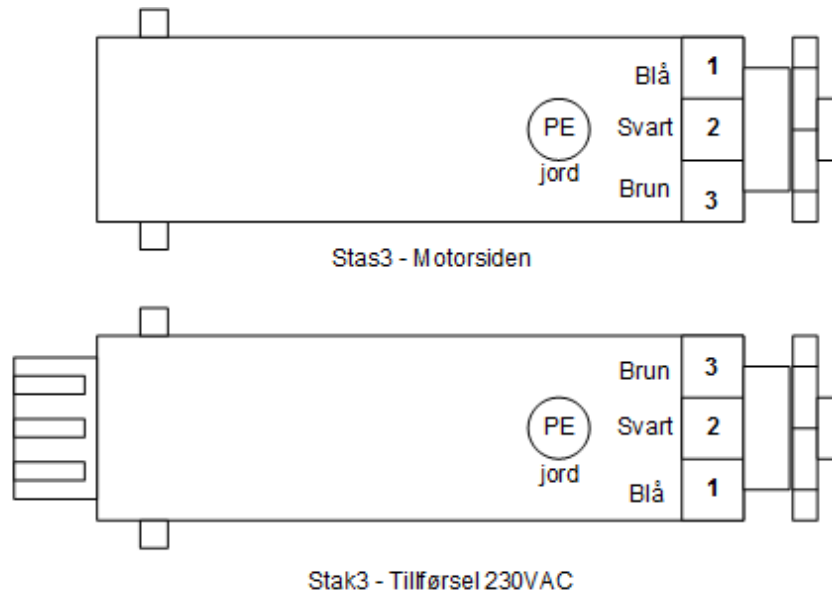 Blå 1
PE Svart 2
jord
Brun 3
Stas3 - Motorsiden
Brun 3
PE Svart 2
jord
Blå 1
Stak3 - Tillførsel 230VAC